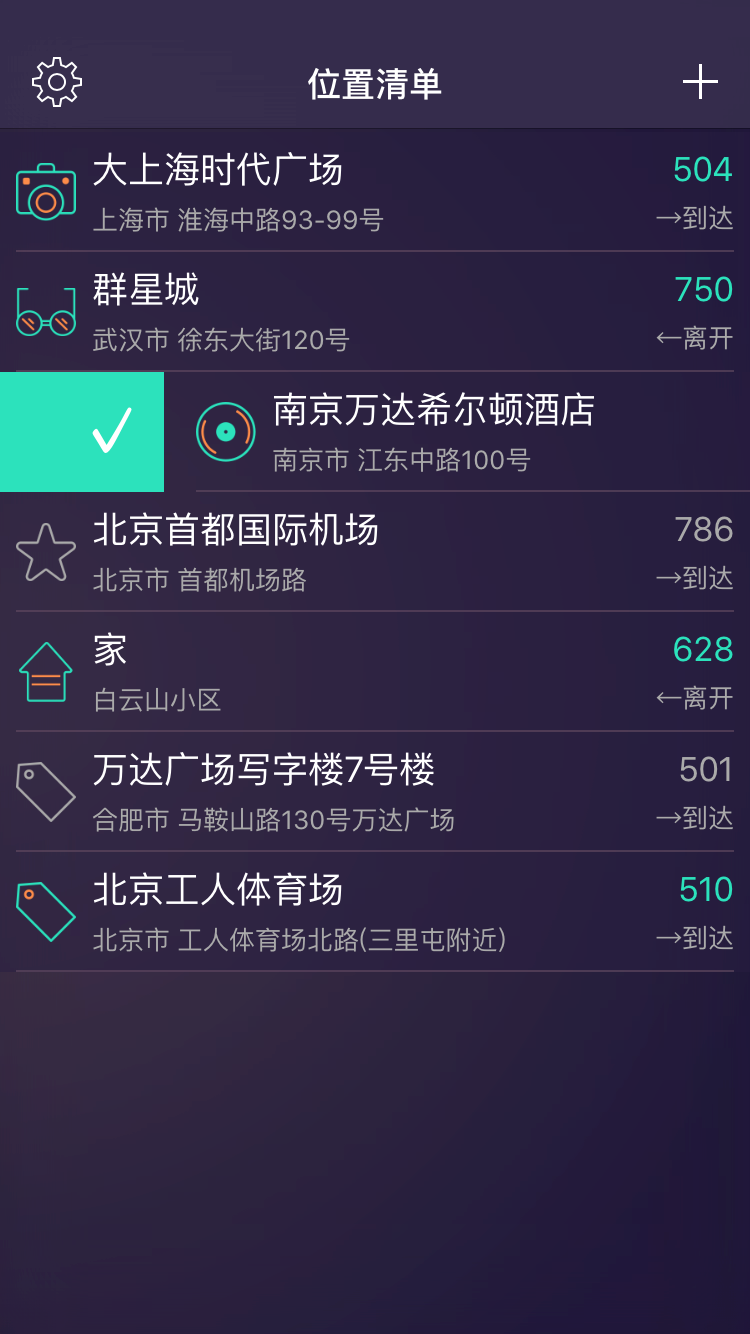 位置清单
大上海时代广场 504
上海市 淮海中路93-99号 →到达
群星城 750
武汉市 徐东大街120号 ←离开
南京万达希尔顿酒店
南京市 江东中路100号
北京首都国际机场 786
北京市 首都机场路 →到达
家 628
白云山小区 ←离开
万达广场写字楼7号楼 501
合肥市 马鞍山路130号万达广场 →到达
北京工人体育场 510
北京市 工人体育场北路(三里屯附近) →到达